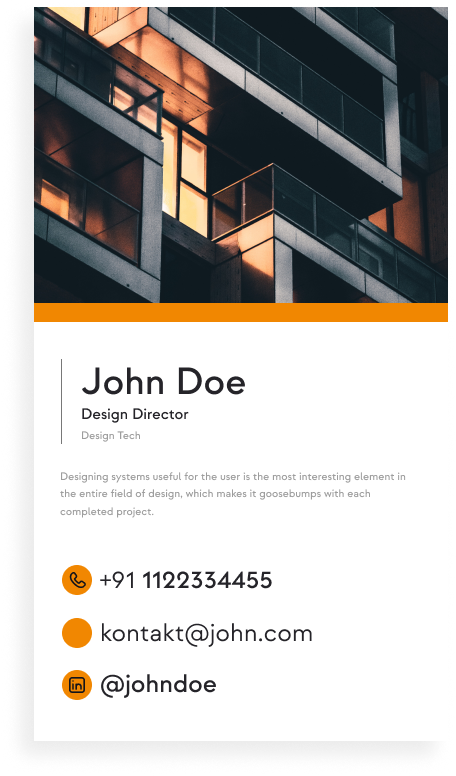 John Doe
Design Director
Design Tech
Designing systems useful for the user is the most interesting element in
the entire field of design, which makes it goosebumps with each
completed project.
+91 1122334455
kontakt@john.com
in
@johndoe